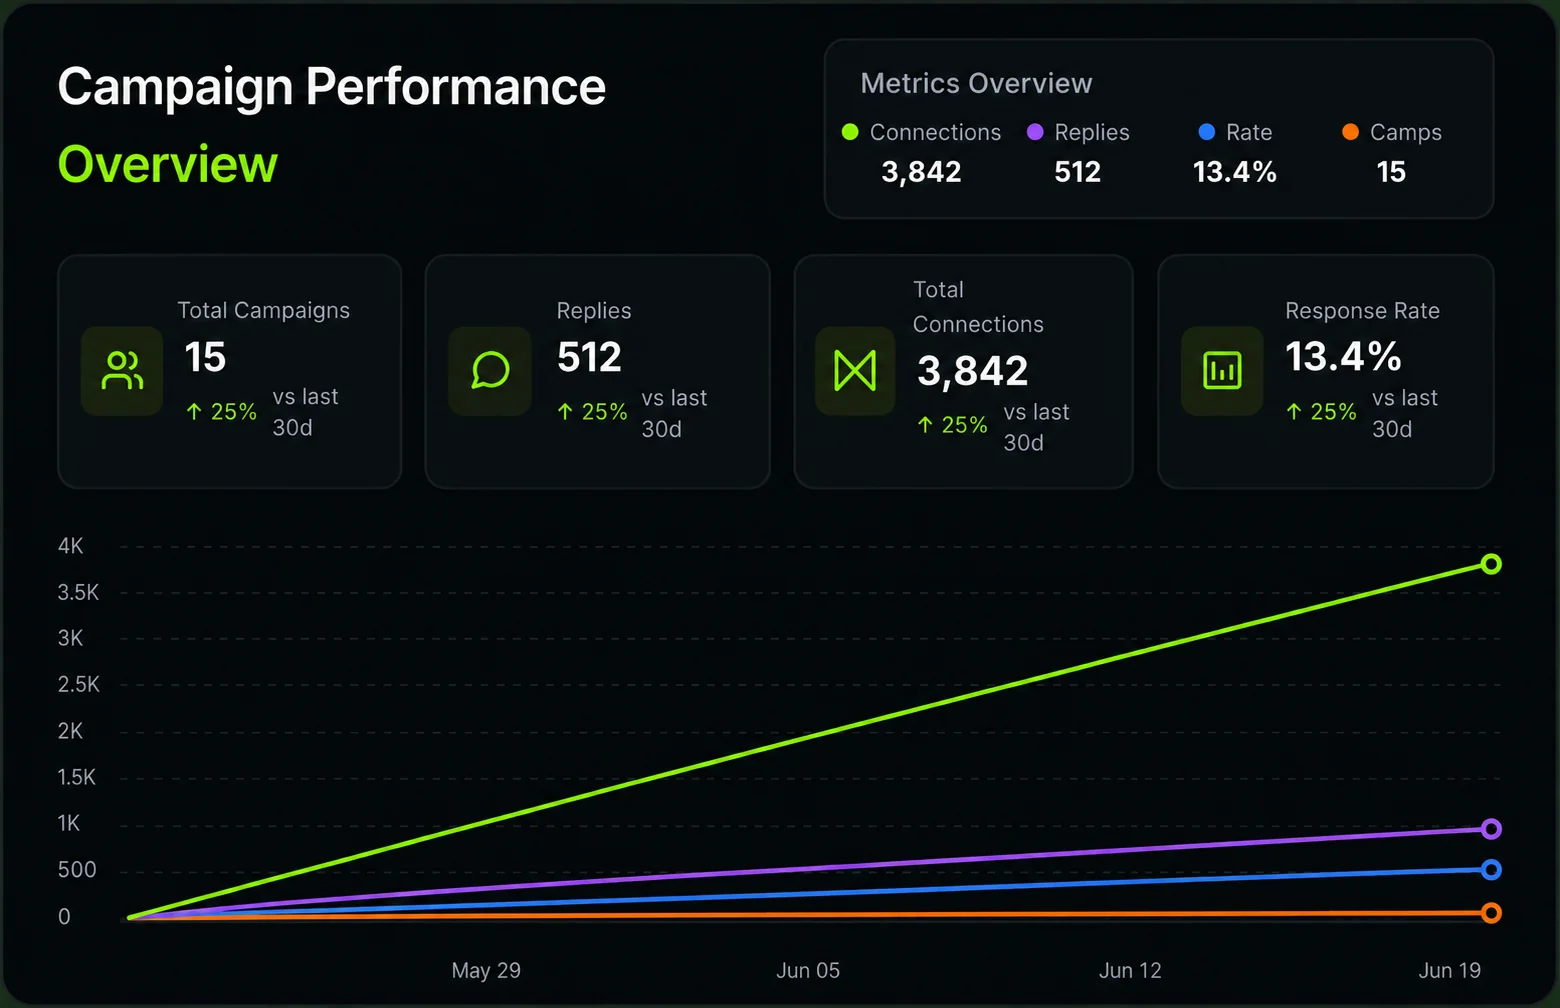 Campaign Performance
Overview
Metrics Overview
Connections
3,842
Replies
512
Rate
13.4%
Camps
15
Total Campaigns
15
↑ 25%
vs last
30d
Replies
512
↑ 25%
vs last
30d
Total
Connections
3,842
↑ 25%
vs last
30d
Response Rate
13.4%
↑ 25%
vs last
30d
4K
3.5K
3K
2.5K
2K
1.5K
1K
500
0
May 29
Jun 05
Jun 12
Jun 19